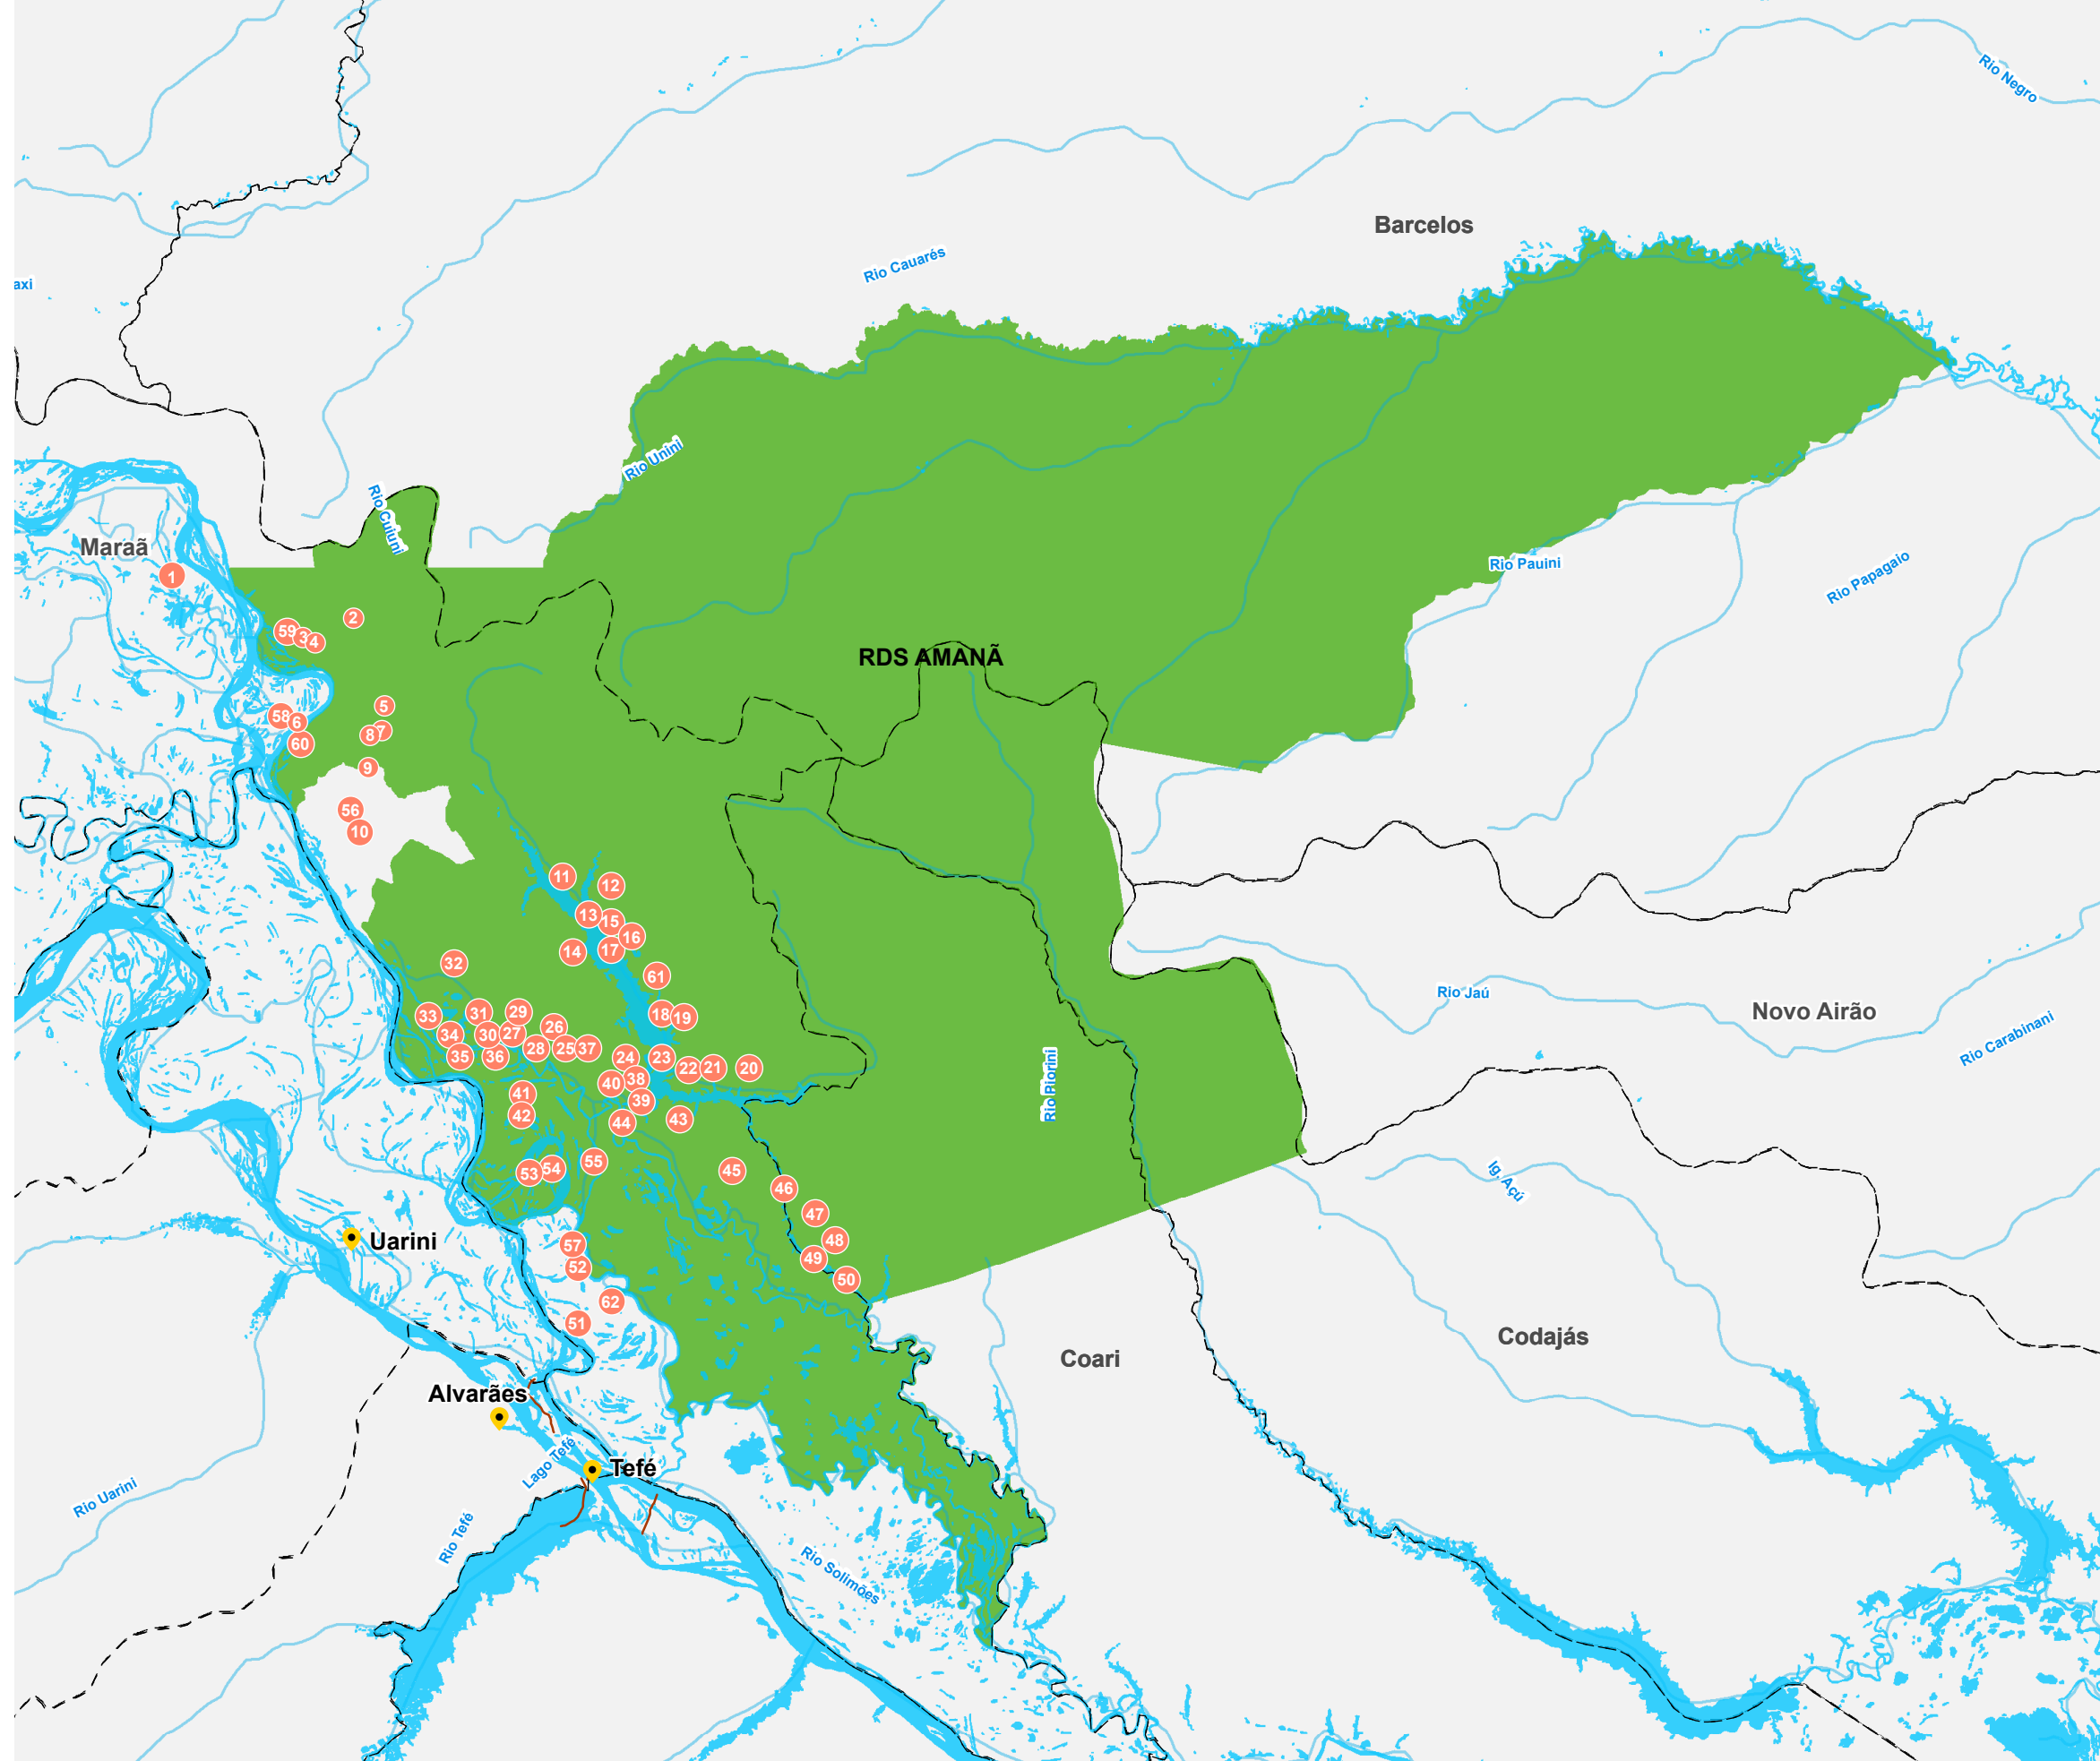 Rio Negro
Barcelos
Rio Cauarés
axi
Rio Unini
Rio Cuiuni
Maraã
1
Rio Pauini
Rio Papagaio
2
59
3
4
RDS AMANÃ
5
58
6
7
8
60
9
56
10
11
12
13
15
16
14
17
32
61
Rio Jaú
Novo Airão
33
31
29
18
19
Rio Carabinani
34
30
27
26
28
25
37
35
36
24
23
22
21
20
Rio Piorini
40
38
41
39
42
44
43
53
54
55
45
46
Ig. Açú
47
Uarini
57
48
49
52
50
62
51
Codajás
Coari
Alvarães
Lago Tefé
Tefé
Rio Uarini
Rio Tefé
Rio Solimões